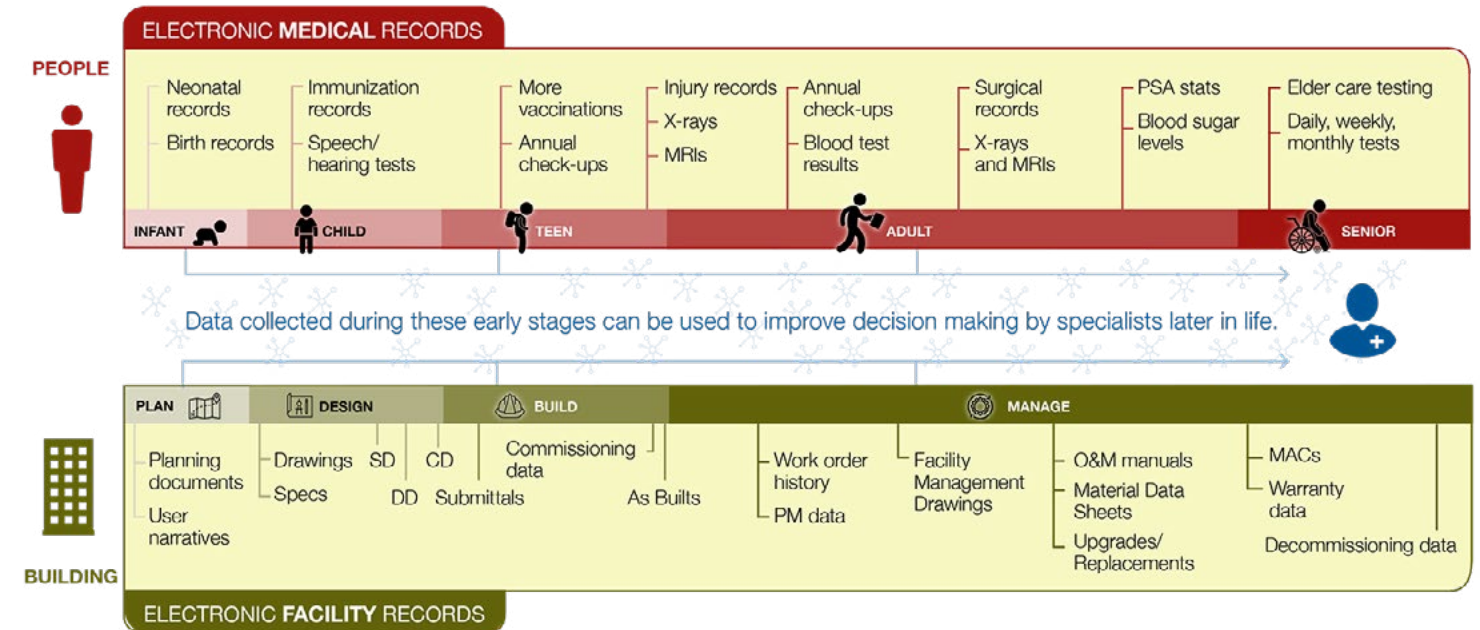 ELECTRONIC MEDICAL RECORDS
PEOPLE
Neonatal
records
Birth records
Immunization
records
Speech/
hearing tests
More
vaccinations
Annual
check-ups
Injury records
X-rays
MRIs
Annual
check-ups
Blood test
results
Surgical
records
X-rays
and MRIs
PSA stats
Blood sugar
levels
Elder care testing
Daily, weekly,
monthly tests
INFANT
CHILD
TEEN
ADULT
SENIOR
Data collected during these early stages can be used to improve decision making by specialists later in life.
PLAN
DESIGN
BUILD
MANAGE
Planning
documents
User
narratives
Drawings
Specs
SD
DD
CD
Submittals
Commissioning
data
As Builts
Work order
history
PM data
Facility
Management
Drawings
O&M manuals
Material Data
Sheets
Upgrades/
Replacements
MACs
Warranty
data
Decommissioning data
BUILDING
ELECTRONIC FACILITY RECORDS